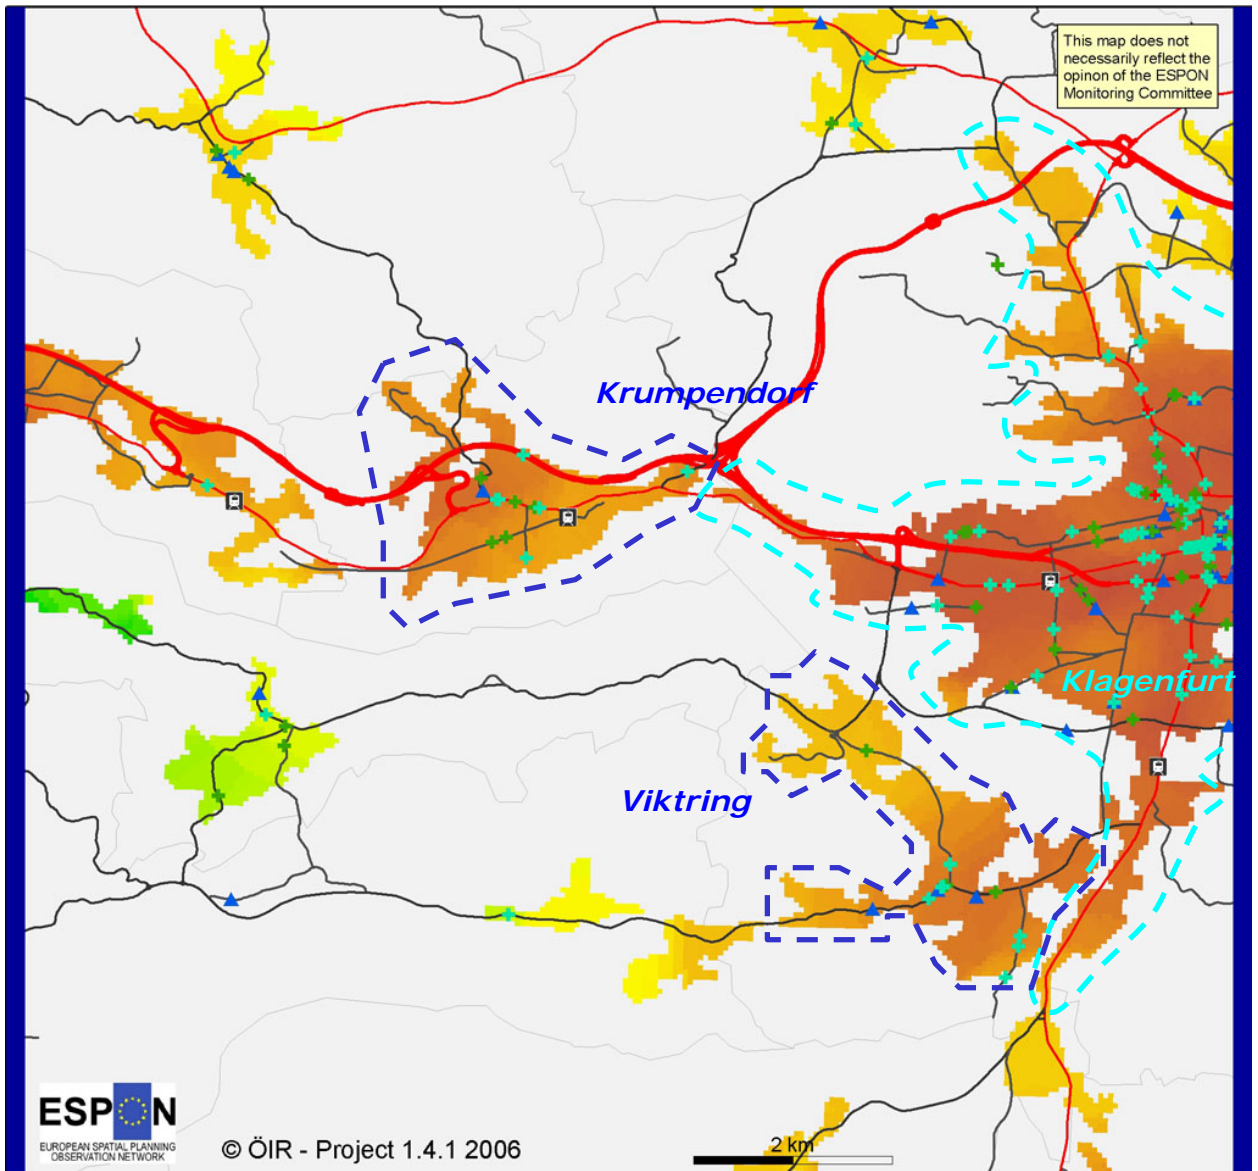 This map does not
necessarily reflect the
opinon of the ESPON
Monitoring Committee
Krumpendorf
Klagenfurt
Viktring
ESPON
EUROPEAN SPATIAL PLANNING
OBSERVATION NETWORK
© ÖIR - Project 1.4.1 2006
2 km